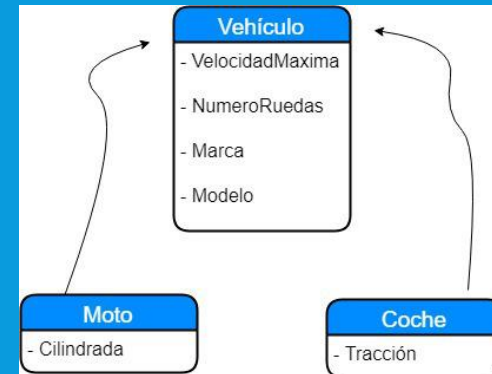 Vehículo
- VelocidadMaxima
- NumeroRuedas
- Marca
- Modelo
Moto
- Cilindrada
Coche
- Tracción